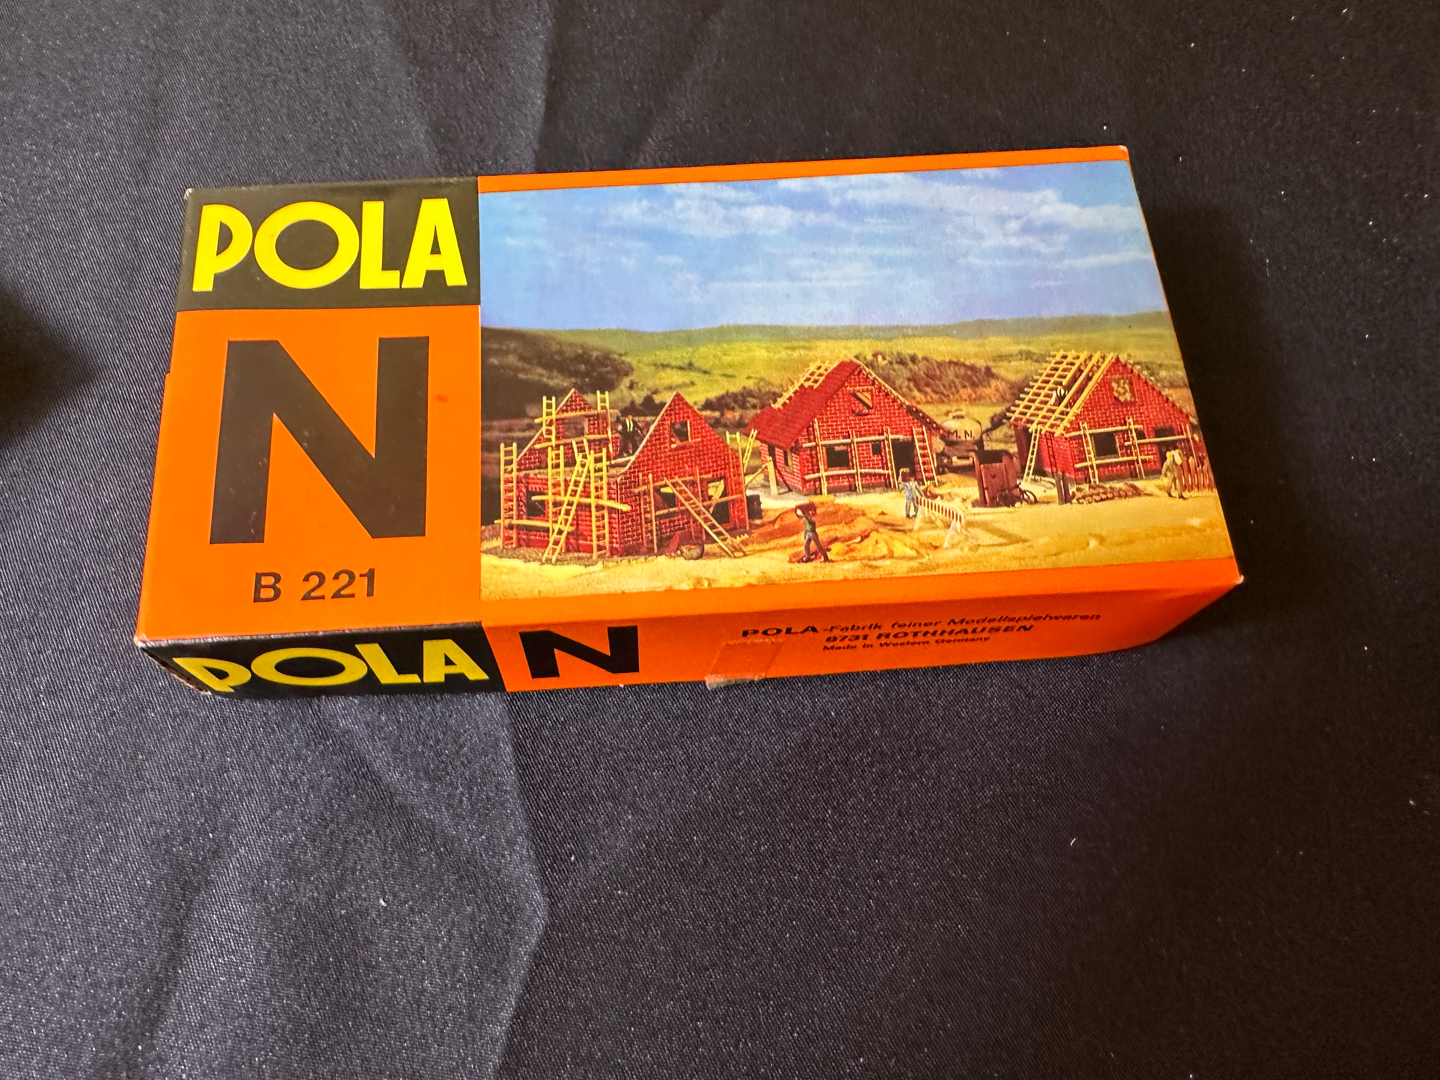 POLA
N
B 221
M.N.
POLA
N
POLA-Fabrik feiner Modellspielwaren
8731 ROTHHAUSEN
Made in Western Germany